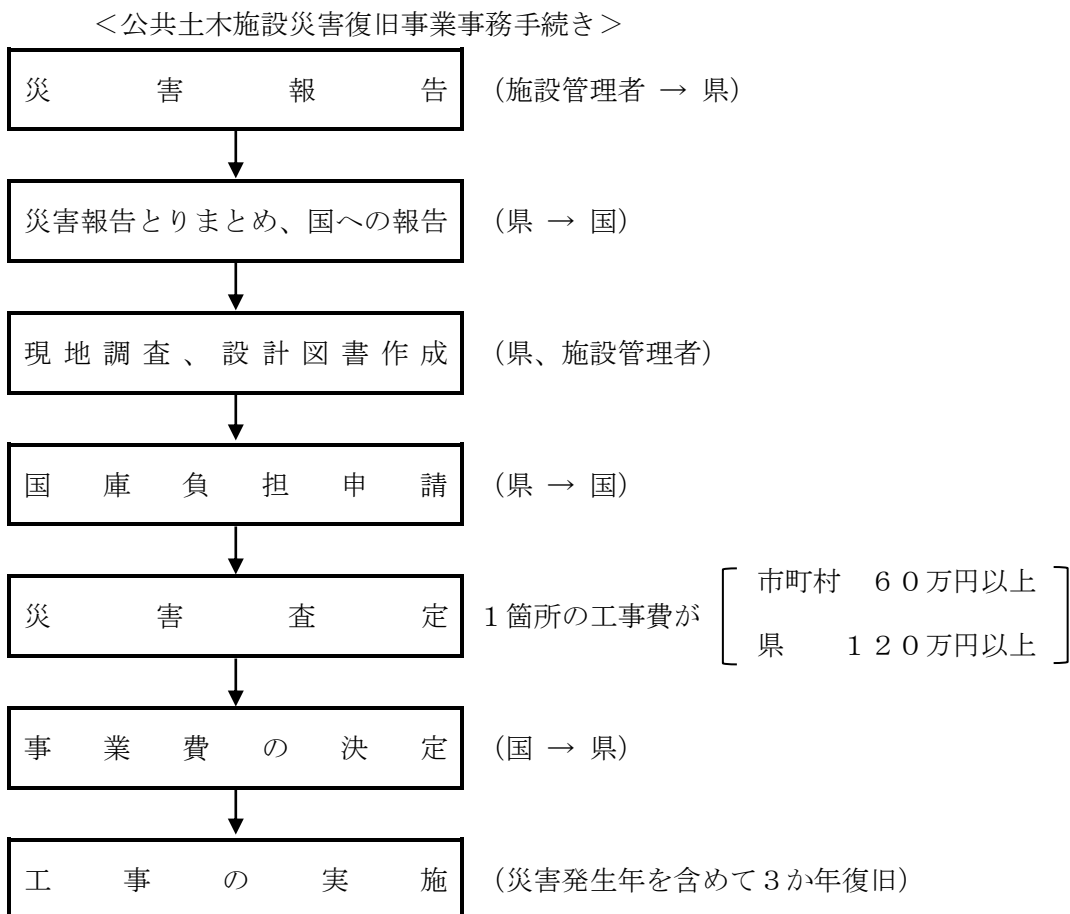 ＜公共土木施設災害復旧事業事務手続き＞
災害報告 （施設管理者 → 県）
災害報告とりまとめ、国への報告 （県 → 国）
現地調査、設計図書作成 （県、施設管理者）
国庫負担申請 （県 → 国）
市町村 ６０万円以上
災害査定 １箇所の工事費が
県 １２０万円以上
事業費の決定 （国 → 県）
工事の実施 （災害発生年を含めて３か年復旧）